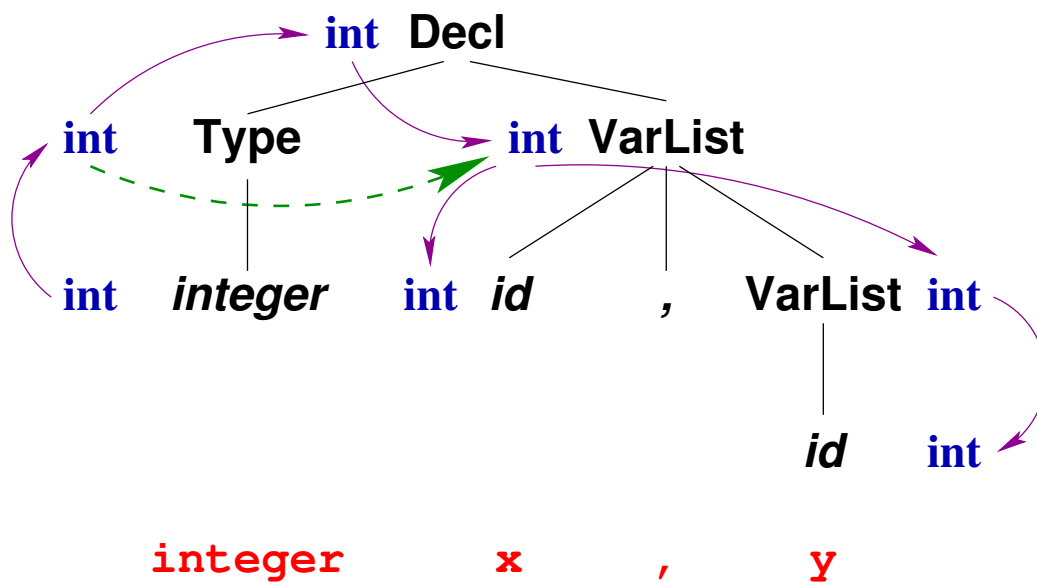 int Decl
int Type int VarList
int integer int id , VarList int
id int
integer x , y